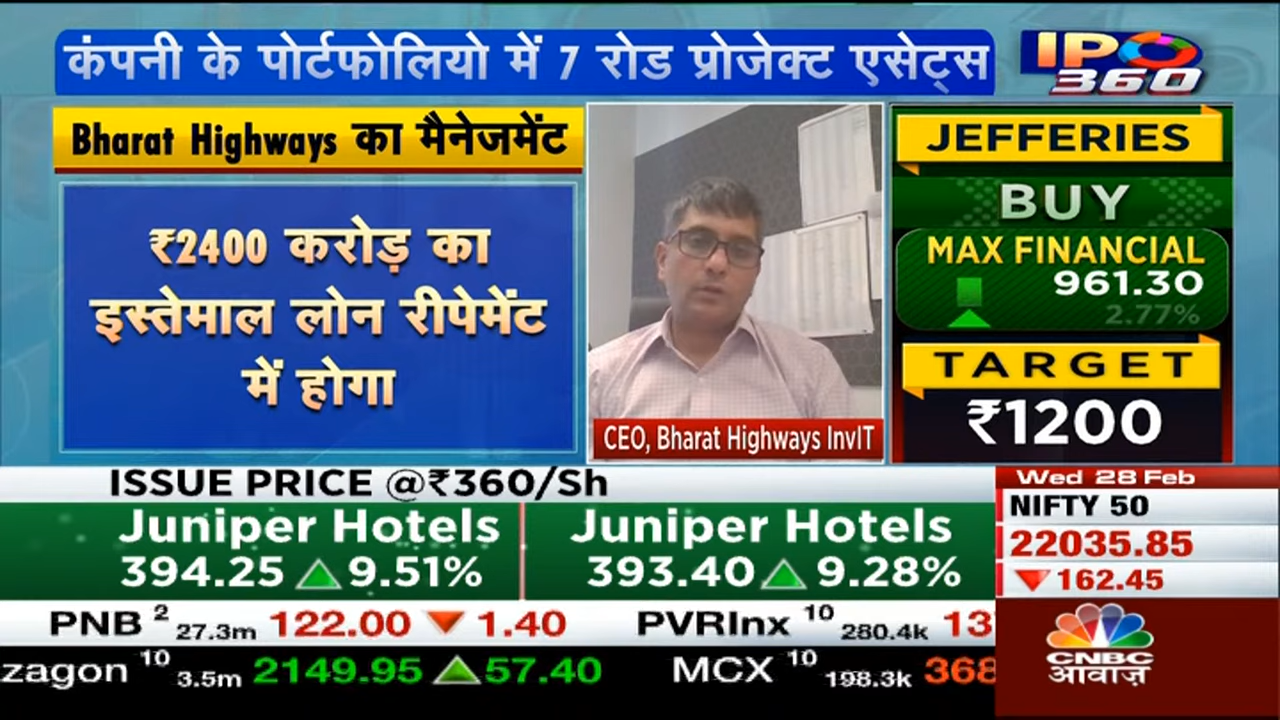 कंपनी के पोर्टफोलियो में 7 रोड प्रोजेक्ट एसेट्स
IPO
360
Bharat Highways का मैनेजमेंट
₹2400 करोड़ का
इस्तेमाल लोन रीपेमेंट
में होगा
CEO, Bharat Highways InvIT
JEFFERIES
BUY
MAX FINANCIAL
961.30
2.77%
TARGET
₹1200
ISSUE PRICE @₹360/Sh
Juniper Hotels
394.25 9.51%
Juniper Hotels
393.40 9.28%
Wed 28 Feb
NIFTY 50
22035.85
162.45
PNB 2 27.3m 122.00 1.40 PVRInx 10 280.4k 13
zagon 10 3.5m 2149.95 57.40 MCX 10 198.3k 368
CNBC
आवाज़